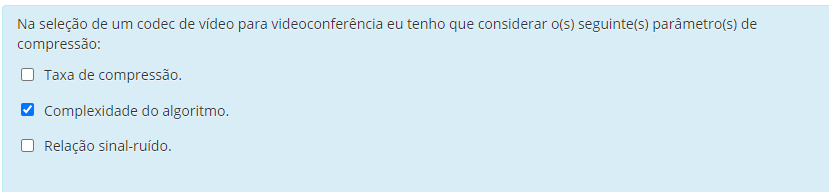 Na seleção de um codec de vídeo para videoconferência eu tenho que considerar o(s) seguinte(s) parâmetro(s) de
compressão:
Taxa de compressão.
Complexidade do algoritmo.
Relação sinal-ruído.